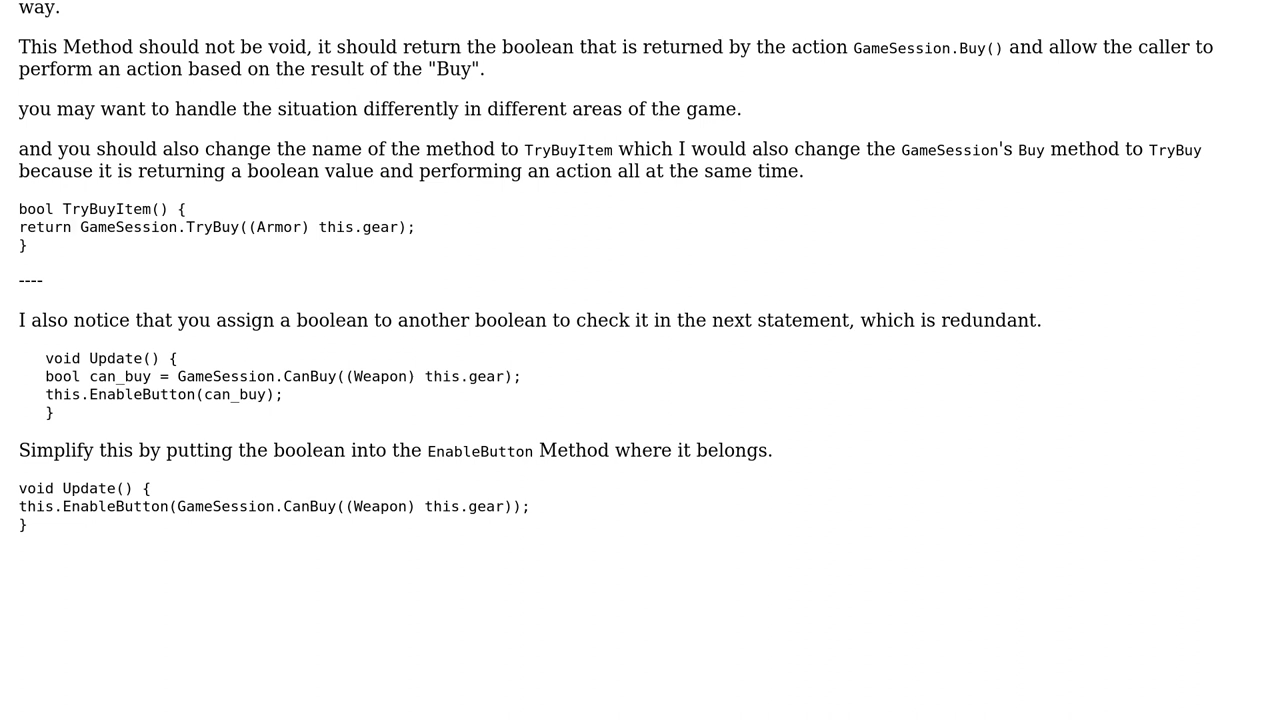 way.
This Method should not be void, it should return the boolean that is returned by the action GameSession.Buy() and allow the caller to
perform an action based on the result of the "Buy".
you may want to handle the situation differently in different areas of the game.
and you should also change the name of the method to TryBuyItem which I would also change the GameSession's Buy method to TryBuy
because it is returning a boolean value and performing an action all at the same time.
bool TryBuyItem() {
return GameSession.TryBuy((Armor) this.gear);
}
----
I also notice that you assign a boolean to another boolean to check it in the next statement, which is redundant.
void Update() {
bool can_buy = GameSession.CanBuy((Weapon) this.gear);
this.EnableButton(can_buy);
}
Simplify this by putting the boolean into the EnableButton Method where it belongs.
void Update() {
this.EnableButton(GameSession.CanBuy((Weapon) this.gear));
}